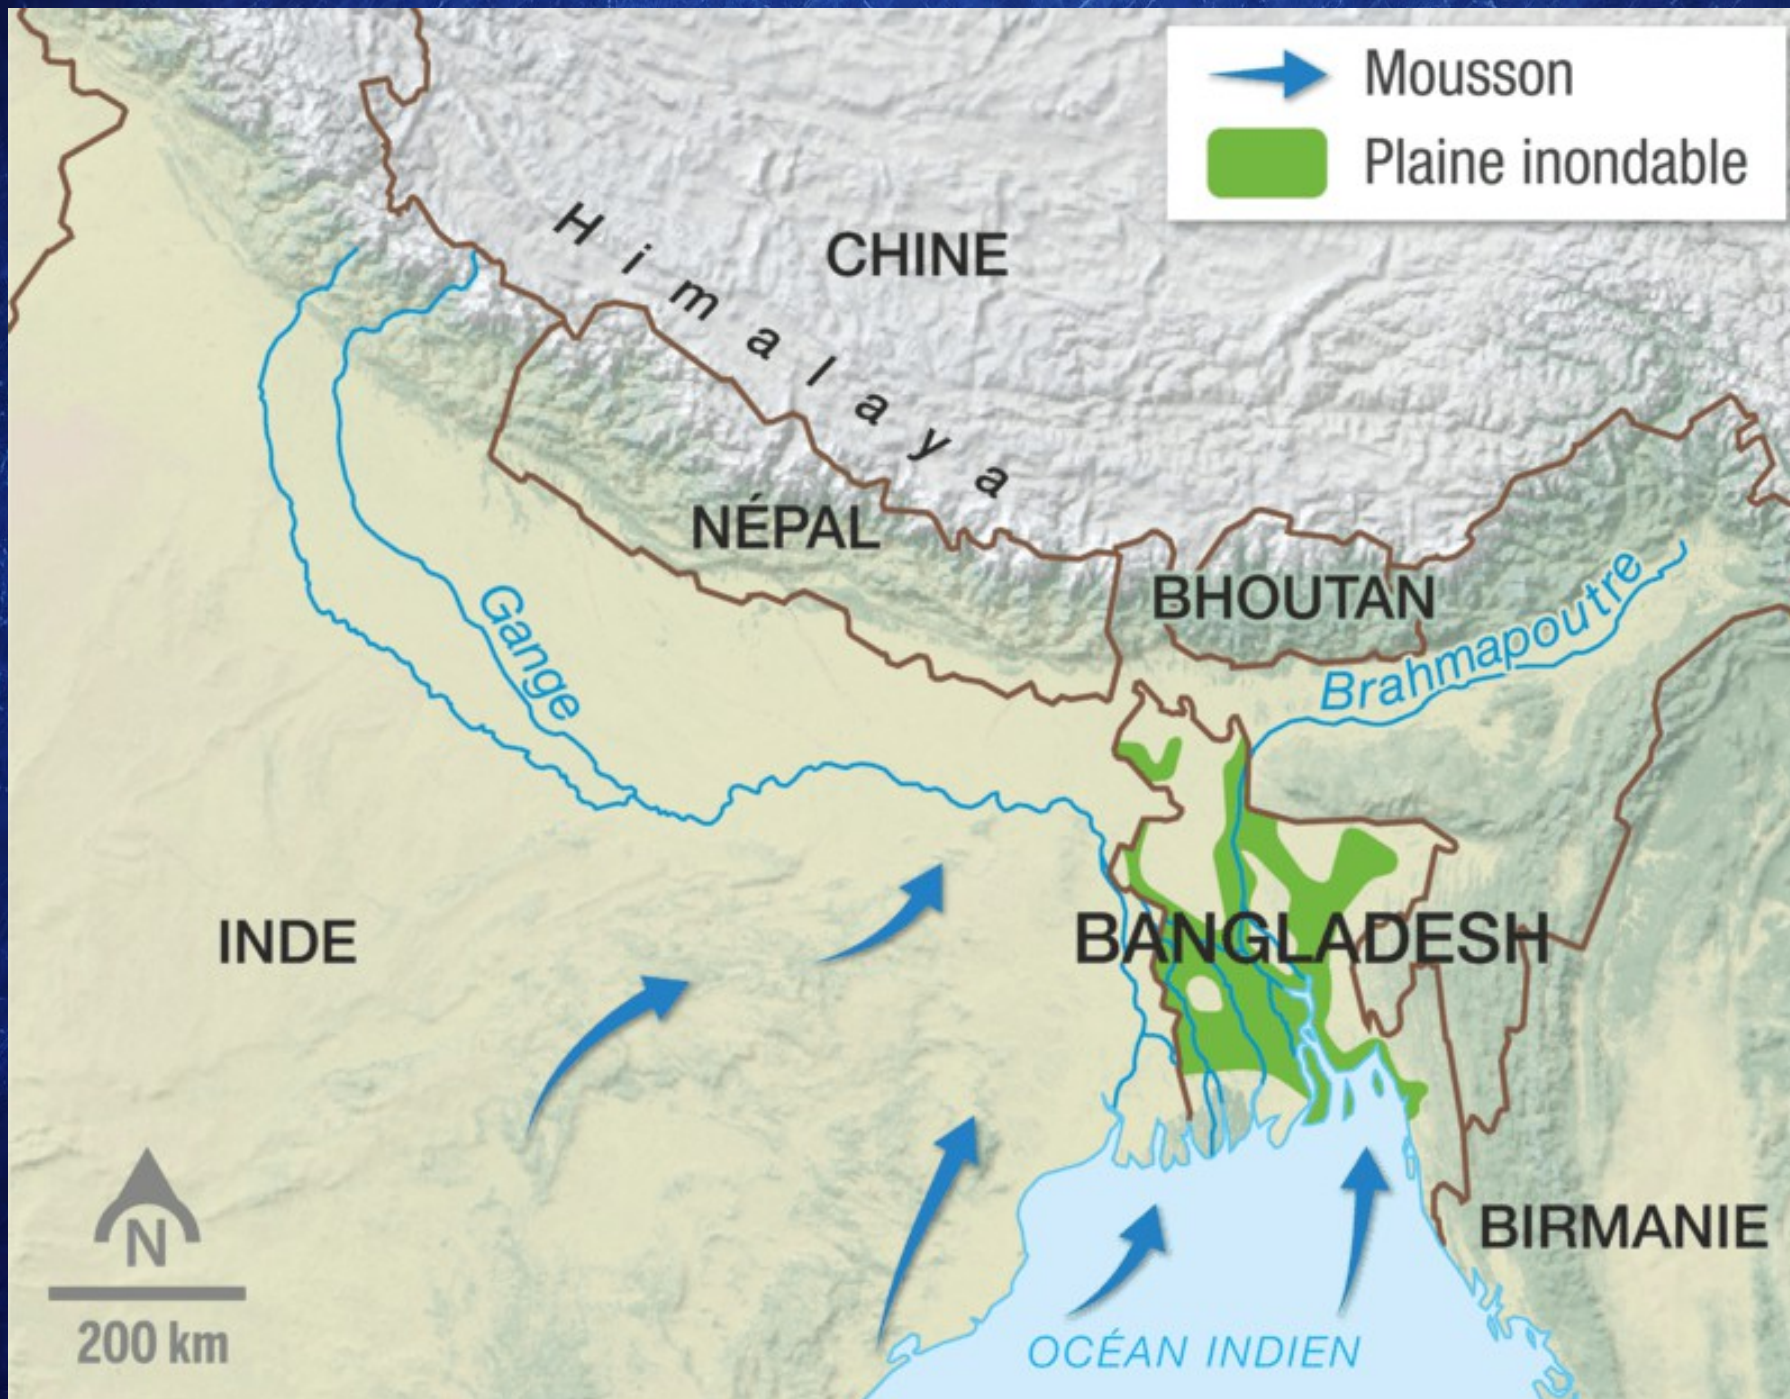 Mousson
Plaine inondable
Himalaya
CHINE
NÉPAL
BHOUTAN
Brahmapoutre
Gange
INDE
BANGLADESH
BIRMANIE
OCÉAN INDIEN
N
200 km